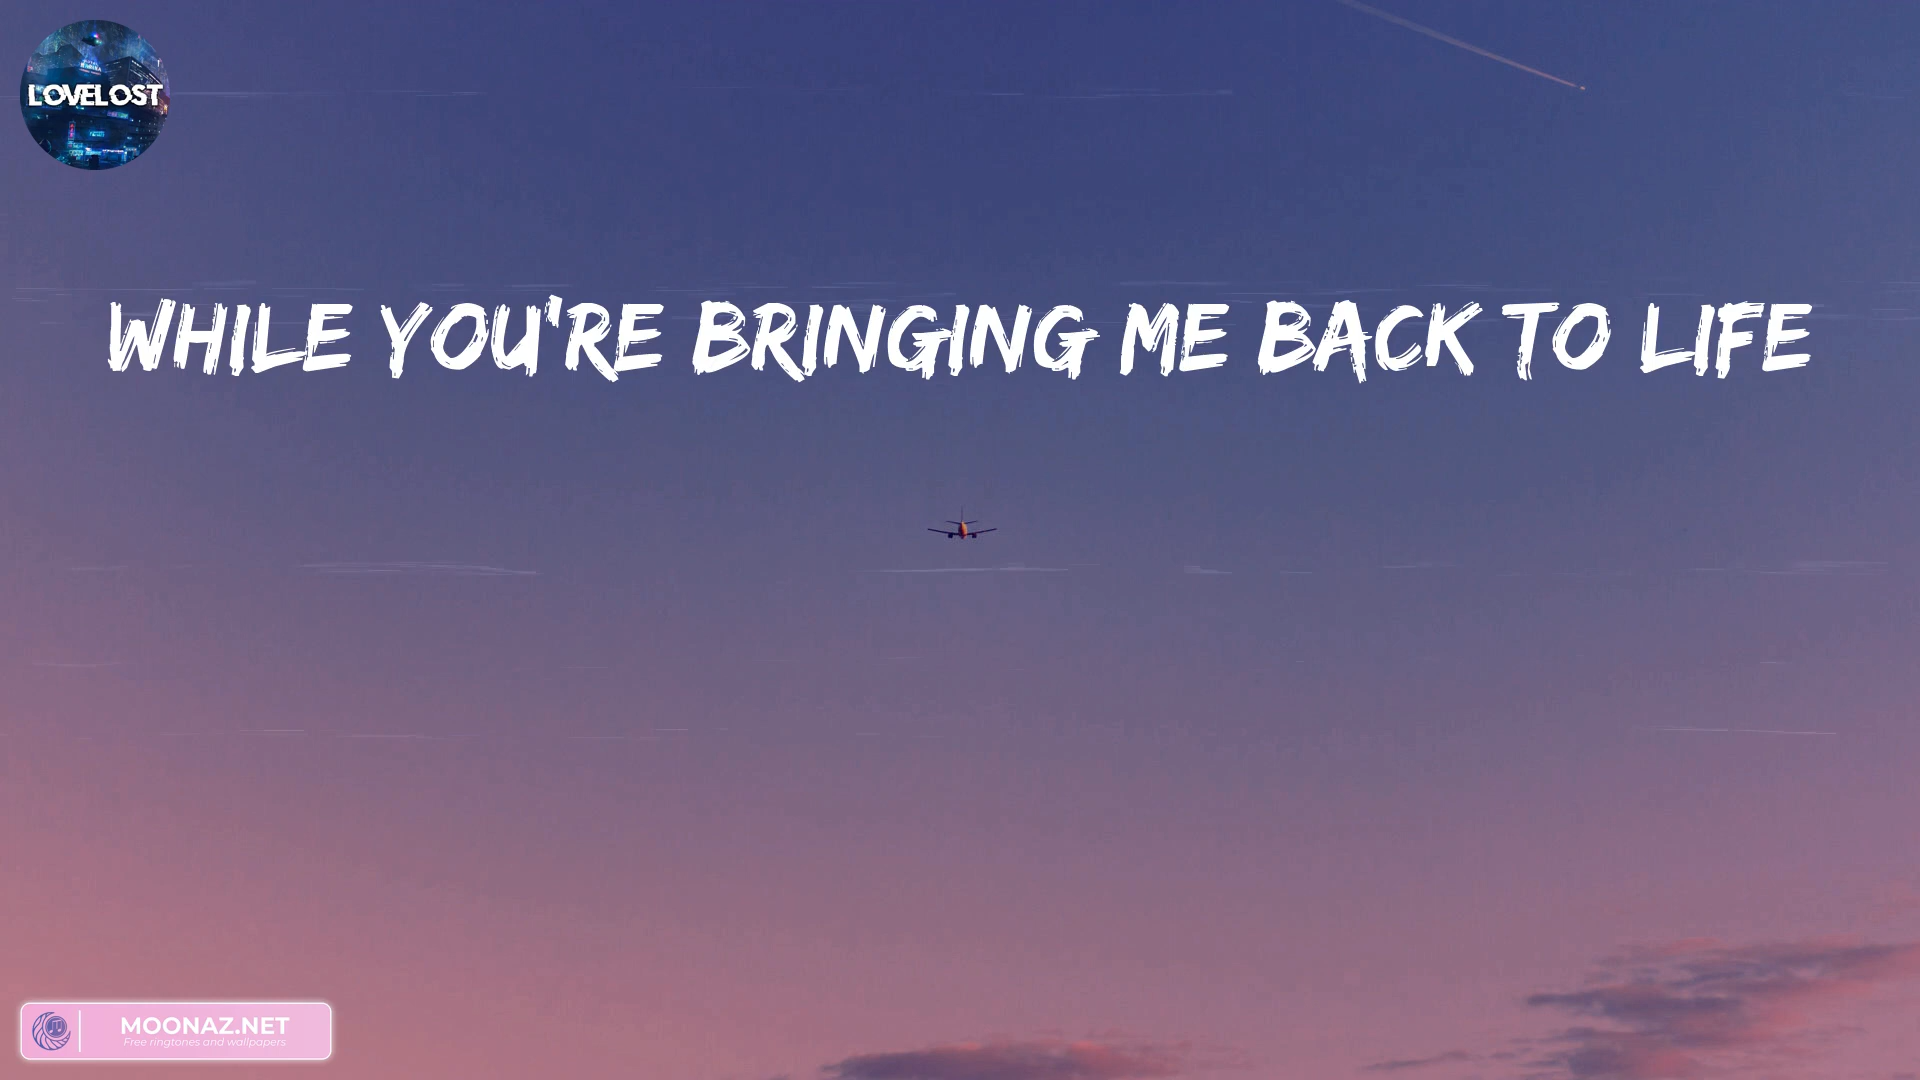 LOVELOST
WHILE YOU'RE BRINGING ME BACK TO LIFE
MOONAZ.NET
Free ringtones and wallpapers